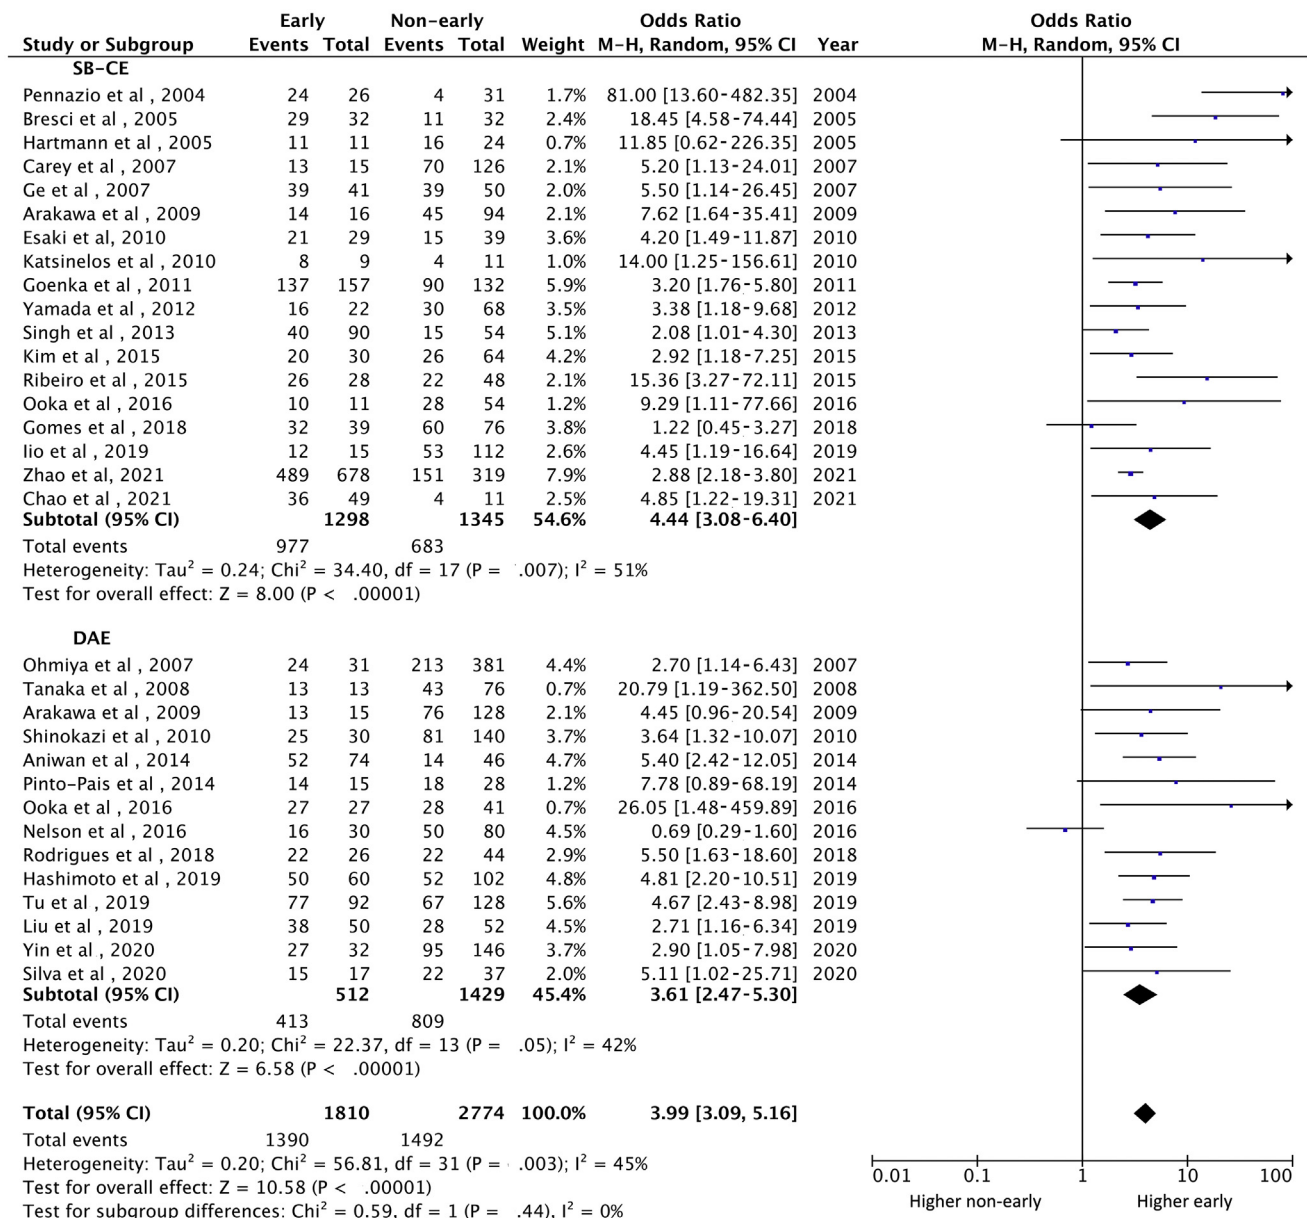 Early Non-early Odds Ratio Odds Ratio
Study or Subgroup Events Total Events Total Weight M-H, Random, 95% CI Year M-H, Random, 95% CI
SB-CE
Pennazio et al , 2004 24 26 4 31 1.7% 81.00 [13.60-482.35] 2004
Bresci et al , 2005 29 32 11 32 2.4% 18.45 [4.58-74.44] 2005
Hartmann et al , 2005 11 11 16 24 0.7% 11.85 [0.62-226.35] 2005
Carey et al , 2007 13 15 70 126 2.1% 5.20 [1.13-24.01] 2007
Ge et al , 2007 39 41 39 50 2.0% 5.50 [1.14-26.45] 2007
Arakawa et al , 2009 14 16 45 94 2.1% 7.62 [1.64-35.41] 2009
Esaki et al, 2010 21 29 15 39 3.6% 4.20 [1.49-11.87] 2010
Katsinelos et al , 2010 8 9 4 11 1.0% 14.00 [1.25-156.61] 2010
Goenka et al , 2011 137 157 90 132 5.9% 3.20 [1.76-5.80] 2011
Yamada et al , 2012 16 22 30 68 3.5% 3.38 [1.18-9.68] 2012
Singh et al , 2013 40 90 15 54 5.1% 2.08 [1.01-4.30] 2013
Kim et al , 2015 20 30 26 64 4.2% 2.92 [1.18-7.25] 2015
Ribeiro et al , 2015 26 28 22 48 2.1% 15.36 [3.27-72.11] 2015
Ooka et al , 2016 10 11 28 54 1.2% 9.29 [1.11-77.66] 2016
Gomes et al , 2018 32 39 60 76 3.8% 1.22 [0.45-3.27] 2018
Iio et al , 2019 12 15 53 112 2.6% 4.45 [1.19-16.64] 2019
Zhao et al, 2021 489 678 151 319 7.9% 2.88 [2.18-3.80] 2021
Chao et al , 2021 36 49 4 11 2.5% 4.85 [1.22-19.31] 2021
Subtotal (95% CI) 1298 1345 54.6% 4.44 [3.08-6.40]
Total events 977 683
Heterogeneity: Tau² = 0.24; Chi² = 34.40, df = 17 (P = .007); I² = 51%
Test for overall effect: Z = 8.00 (P < .00001)
DAE
Ohmiya et al , 2007 24 31 213 381 4.4% 2.70 [1.14-6.43] 2007
Tanaka et al , 2008 13 13 43 76 0.7% 20.79 [1.19-362.50] 2008
Arakawa et al , 2009 13 15 76 128 2.1% 4.45 [0.96-20.54] 2009
Shinokazi et al , 2010 25 30 81 140 3.7% 3.64 [1.32-10.07] 2010
Aniwan et al , 2014 52 74 14 46 4.7% 5.40 [2.42-12.05] 2014
Pinto-Pais et al , 2014 14 15 18 28 1.2% 7.78 [0.89-68.19] 2014
Ooka et al , 2016 27 27 28 41 0.7% 26.05 [1.48-459.89] 2016
Nelson et al , 2016 16 30 50 80 4.5% 0.69 [0.29-1.60] 2016
Rodrigues et al , 2018 22 26 22 44 2.9% 5.50 [1.63-18.60] 2018
Hashimoto et al , 2019 50 60 52 102 4.8% 4.81 [2.20-10.51] 2019
Tu et al , 2019 77 92 67 128 5.6% 4.67 [2.43-8.98] 2019
Liu et al , 2019 38 50 28 52 4.5% 2.71 [1.16-6.34] 2019
Yin et al , 2020 27 32 95 146 3.7% 2.90 [1.05-7.98] 2020
Silva et al , 2020 15 17 22 37 2.0% 5.11 [1.02-25.71] 2020
Subtotal (95% CI) 512 1429 45.4% 3.61 [2.47-5.30]
Total events 413 809
Heterogeneity: Tau² = 0.20; Chi² = 22.37, df = 13 (P = .05); I² = 42%
Test for overall effect: Z = 6.58 (P < .00001)
Total (95% CI) 1810 2774 100.0% 3.99 [3.09, 5.16]
Total events 1390 1492
Heterogeneity: Tau² = 0.20; Chi² = 56.81, df = 31 (P = .003); I² = 45%
Test for overall effect: Z = 10.58 (P < .00001)
Test for subgroup differences: Chi² = 0.59, df = 1 (P = .44), I² = 0%
0.01 0.1 1 10 100
Higher non-early Higher early